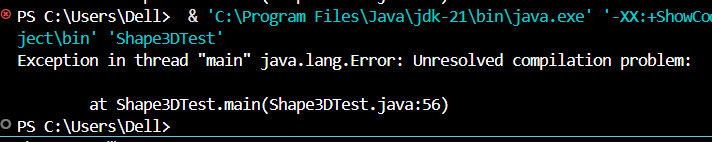 PS C:\Users\Dell>  & 'C:\Program Files\Java\jdk-21\bin\java.exe' '-XX:+ShowCo
ject\bin' 'Shape3DTest'
Exception in thread "main" java.lang.Error: Unresolved compilation problem:
at Shape3DTest.main(Shape3DTest.java:56)
PS C:\Users\Dell>